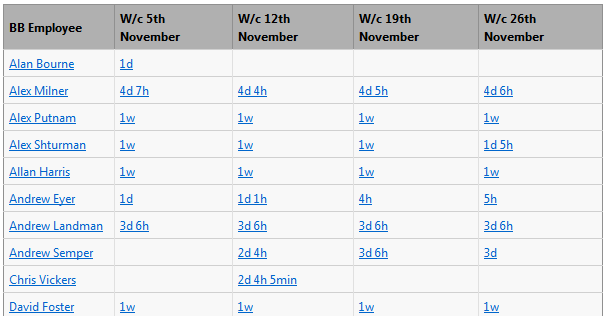 BB Employee W/c 5th November W/c 12th November W/c 19th November W/c 26th November
Alan Bourne 1d
Alex Milner 4d 7h 4d 4h 4d 5h 4d 6h
Alex Putnam 1w 1w 1w 1w
Alex Shturman 1w 1w 1w 1d 5h
Allan Harris 1w 1w 1w 1w
Andrew Eyer 1d 1d 1h 4h 5h
Andrew Landman 3d 6h 3d 6h 3d 6h 3d 6h
Andrew Semper 2d 4h 3d 6h 3d
Chris Vickers 2d 4h 5min
David Foster 1w 1w 1w 1w